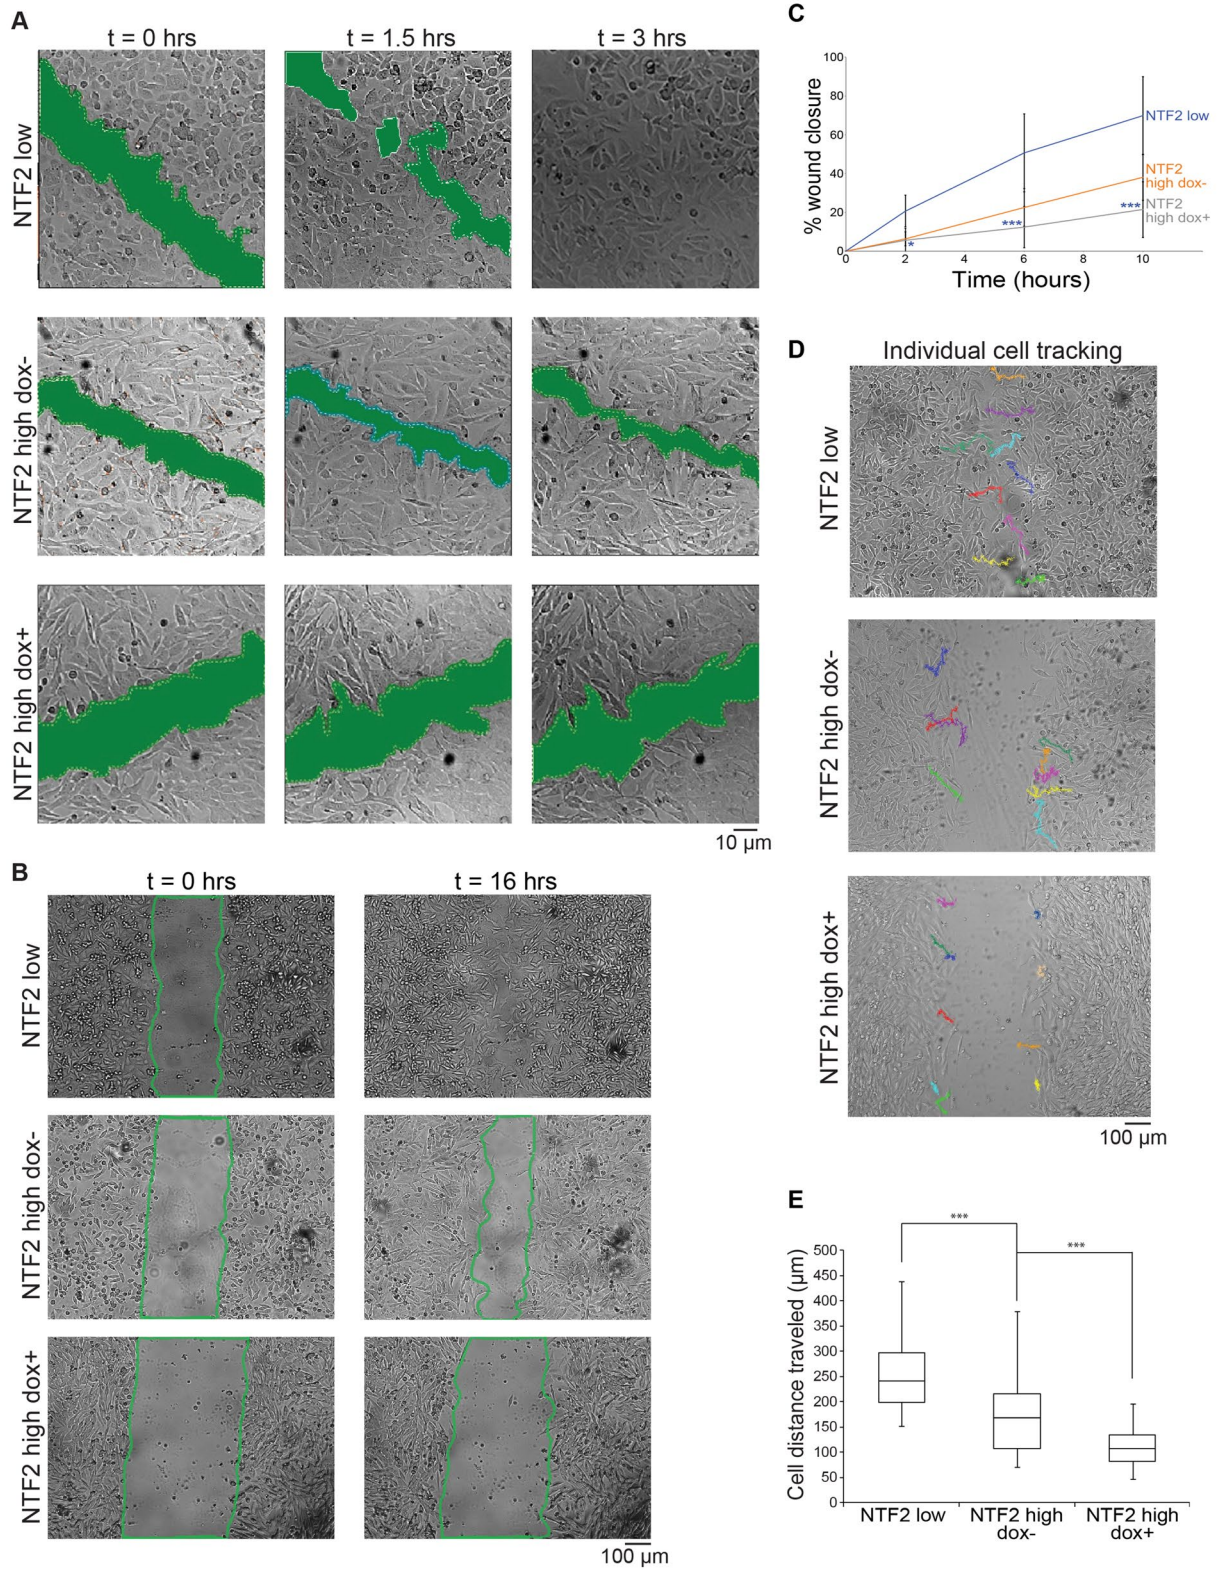 A
t = 0 hrs
t = 1.5 hrs
t = 3 hrs
NTF2 low
NTF2 high dox-
NTF2 high dox+
10 µm
B
t = 0 hrs
t = 16 hrs
NTF2 low
NTF2 high dox-
NTF2 high dox+
100 µm
C
% wound closure
100
80
60
40
20
0
0
2
4
6
8
10
Time (hours)
NTF2 low
NTF2
high dox-
NTF2
high dox+
*
***
***
D
Individual cell tracking
NTF2 low
NTF2 high dox-
NTF2 high dox+
100 µm
E
***
***
Cell distance traveled (µm)
500
450
400
350
300
250
200
150
100
50
0
NTF2 low
NTF2 high
dox-
NTF2 high
dox+